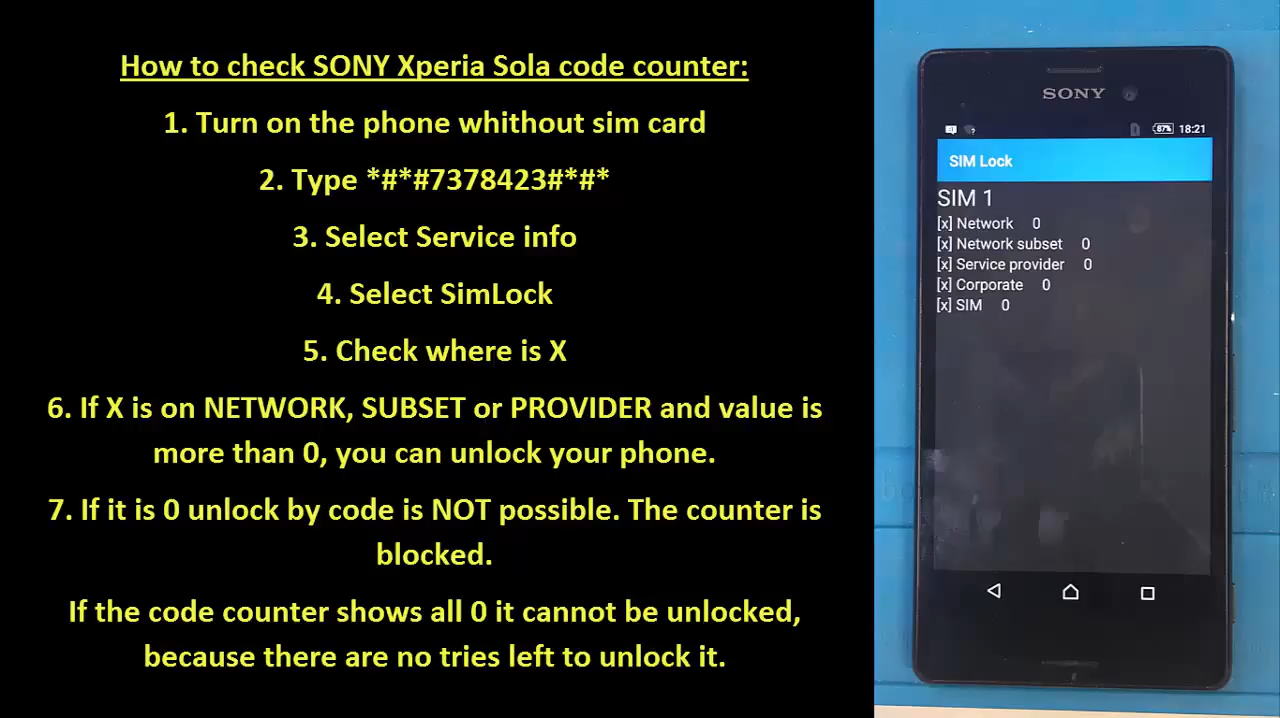 How to check SONY Xperia Sola code counter:
1. Turn on the phone whithout sim card
2. Type *#*#7378423#*#*
3. Select Service info
4. Select SimLock
5. Check where is X
6. If X is on NETWORK, SUBSET or PROVIDER and value is
more than 0, you can unlock your phone.
7. If it is 0 unlock by code is NOT possible. The counter is
blocked.
If the code counter shows all 0 it cannot be unlocked,
because there are no tries left to unlock it.
SONY
87% 18:21
SIM Lock
SIM 1
[x] Network 0
[x] Network subset 0
[x] Service provider 0
[x] Corporate 0
[x] SIM 0